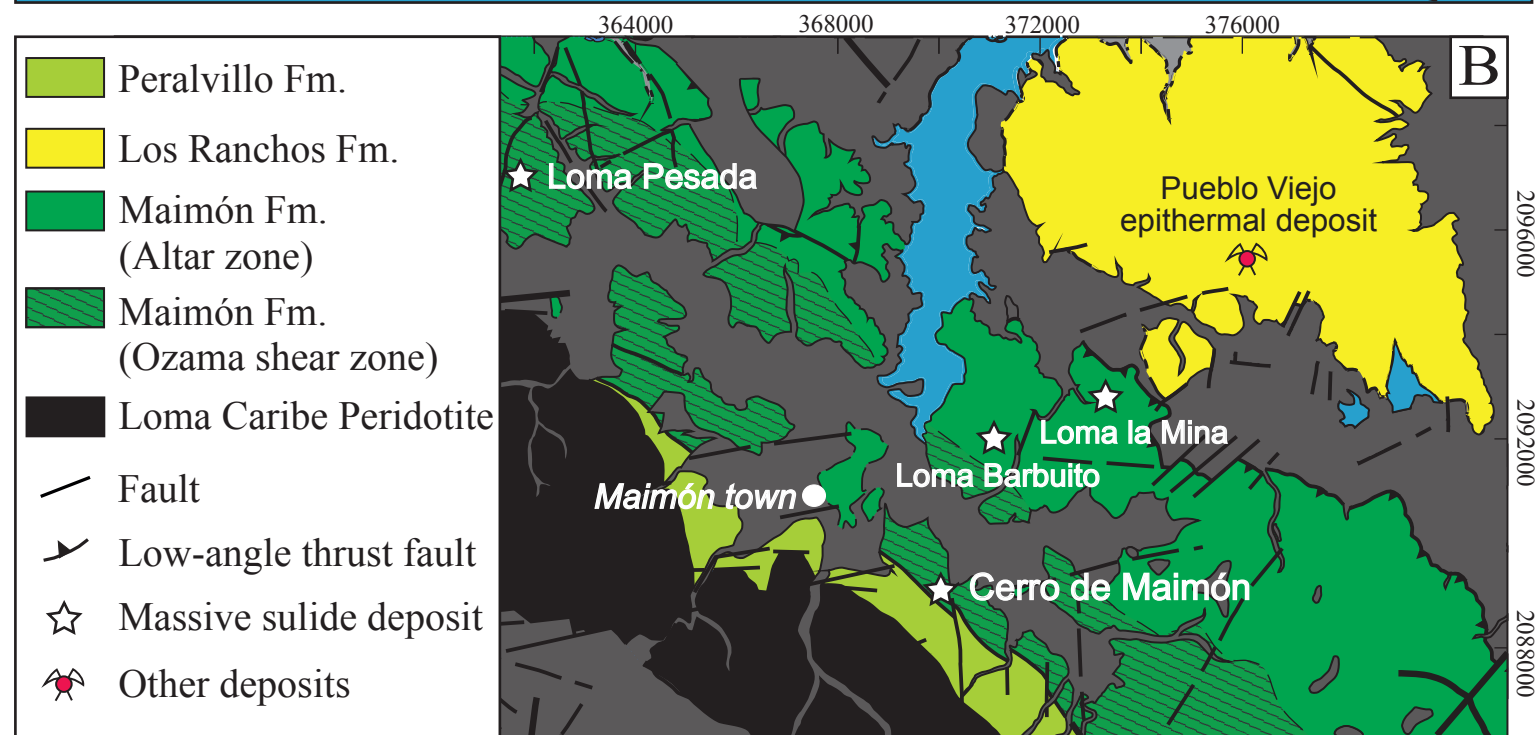 364000
368000
372000
376000
B
Peralvillo Fm.
Los Ranchos Fm.
Maimón Fm.
(Altar zone)
Maimón Fm.
(Ozama shear zone)
Loma Caribe Peridotite
Fault
Low-angle thrust fault
Massive sulide deposit
Other deposits
Loma Pesada
Pueblo Viejo
epithermal deposit
Loma la Mina
Loma Barbuito
Maimón town
Cerro de Maimón
2096000
2092000
2088000